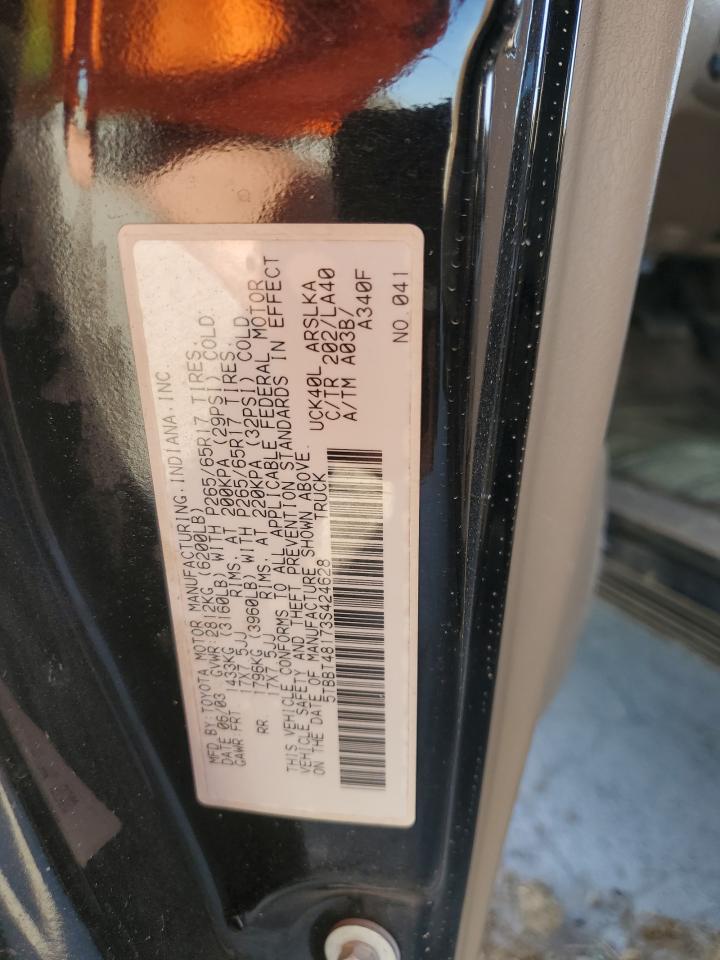 MFD.BY:TOYOTA MOTOR MANUFACTURING.INDIANA.INC.
DATE 06/03 GVWR:2812KG (6200LB)
GAWR FRT 1433KG (3160LB) WITH P265/65R17 TIRES.
17X7.5JJ RIMS. AT 200KPA (29PSI) COLD.
RR. 1796KG (3960LB) WITH P265/65R17 TIRES.
17X7.5JJ RIMS. AT 220KPA (32PSI) COLD.
THIS VEHICLE CONFORMS TO ALL APPLICABLE FEDERAL MOTOR
VEHICLE SAFETY AND THEFT PREVENTION STANDARDS IN EFFECT
ON THE DATE OF MANUFACTURE SHOWN ABOVE.
5TBBT48173S424628 TRUCK
UCK40L ARSLKA
C/TR 202/LA40
A/TM A03B/
A340F
NO.041